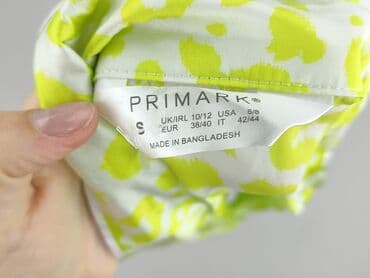 PRIMARK®
S UK/IRL 10/12 USA 6/8
EUR 38/40 IT 42/44
MADE IN BANGLADESH